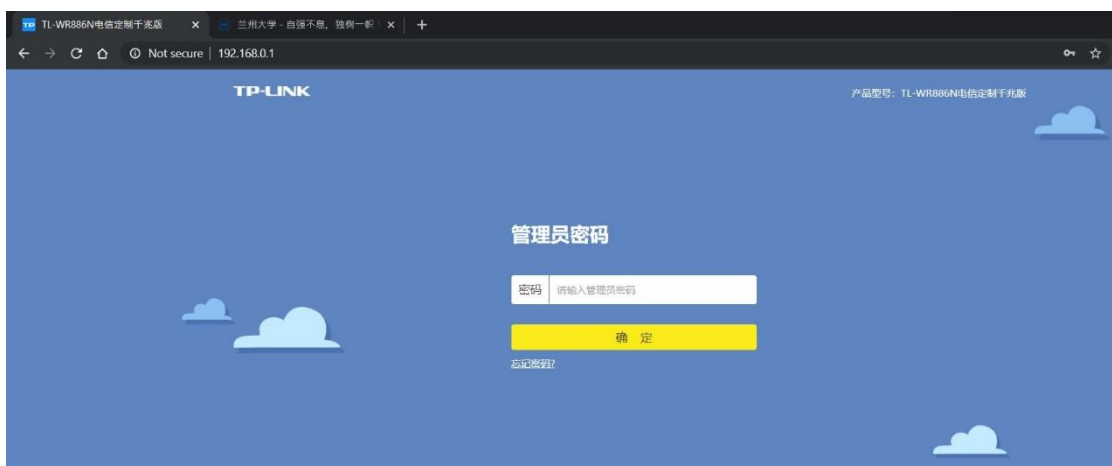 TP TL-WR886N电信定制千兆版
兰州大学 - 自强不息，独树一帜
Not secure | 192.168.0.1
TP-LINK
产品型号：TL-WR886N电信定制千兆版
管理员密码
密码 请输入管理员密码
确 定
忘记密码?